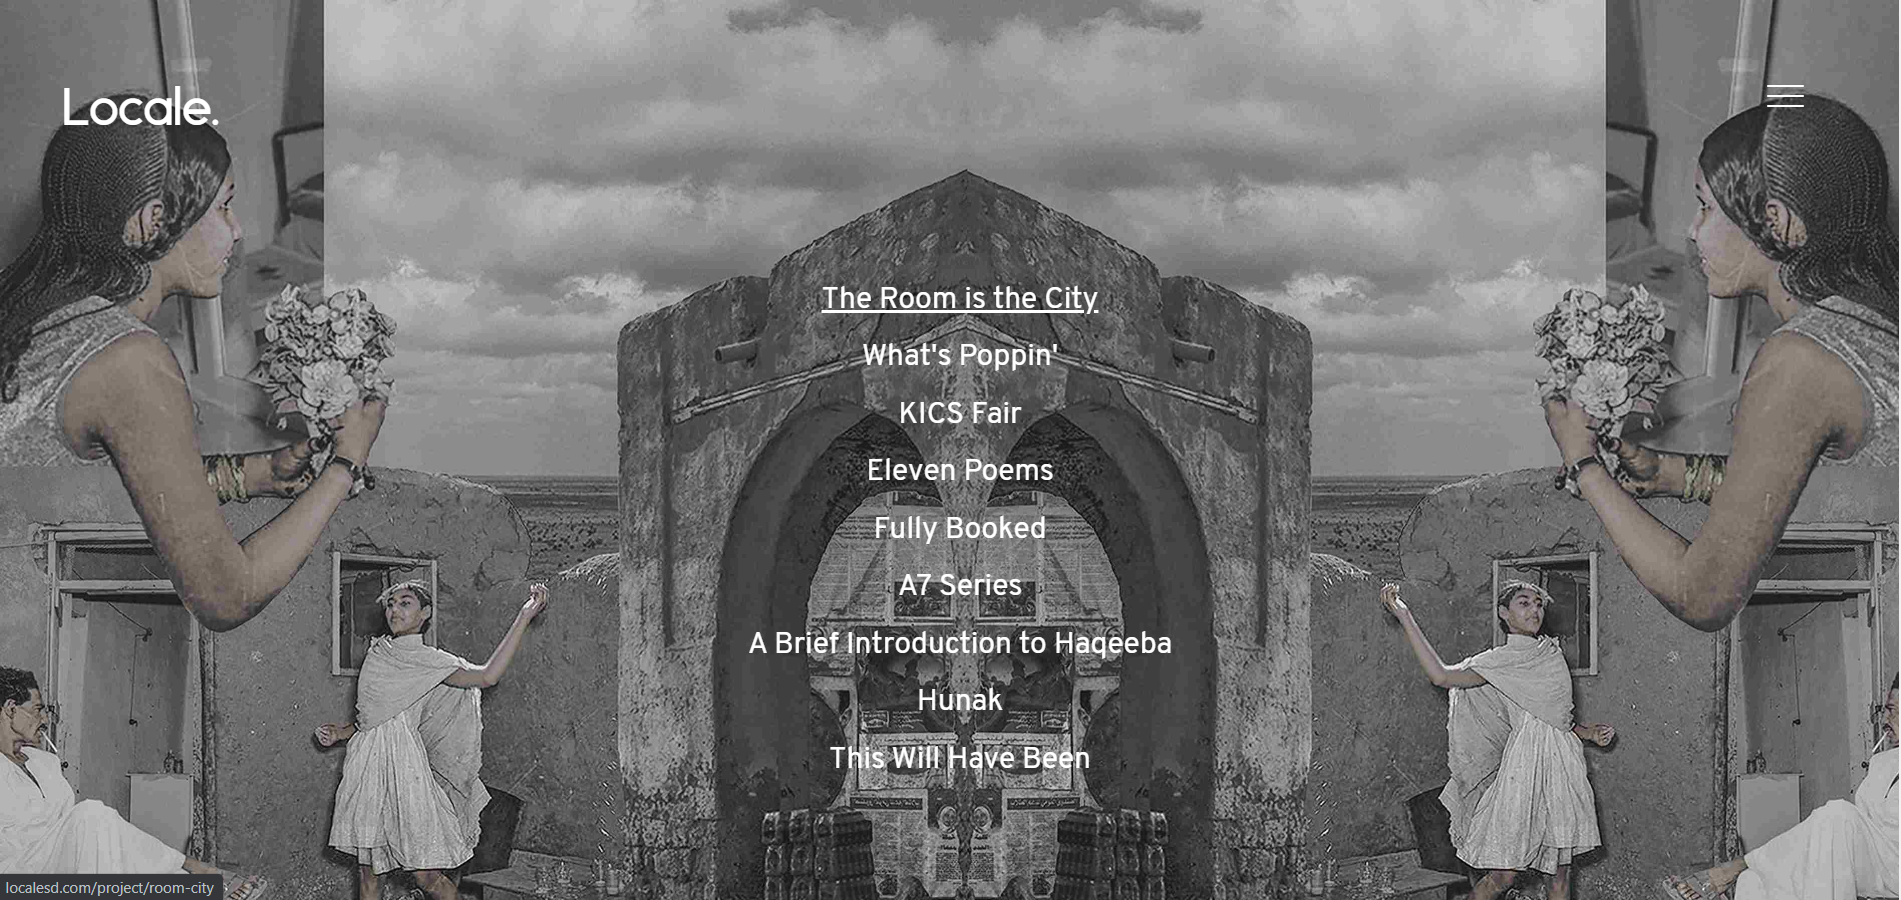 Locale.
The Room is the City
What's Poppin'
KICS Fair
Eleven Poems
Fully Booked
A7 Series
A Brief Introduction to Haqeeba
Hunak
This Will Have Been
localesd.com/project/room-city